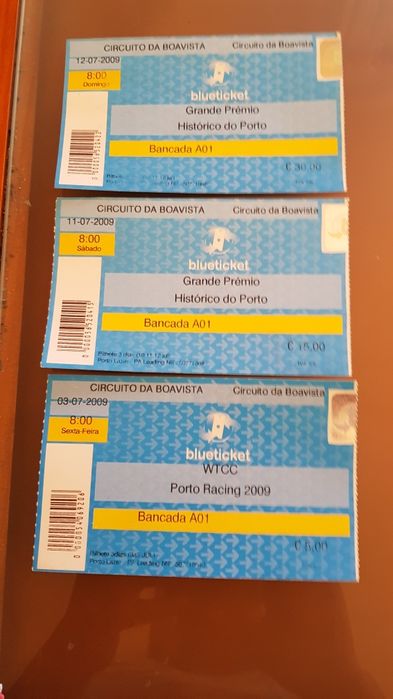 CIRCUITO DA BOAVISTA Circuito da Boavista
12-07-2009
8:00
Domingo
blueticket
Grande Prémio
Histórico do Porto
Bancada A01
€ 30,00
CIRCUITO DA BOAVISTA Circuito da Boavista
11-07-2009
8:00
Sábado
blueticket
Grande Prémio
Histórico do Porto
Bancada A01
€ 15,00
CIRCUITO DA BOAVISTA Circuito da Boavista
03-07-2009
8:00
Sexta-Feira
blueticket
WTCC
Porto Racing 2009
Bancada A01
€ 5,00
0000054069206